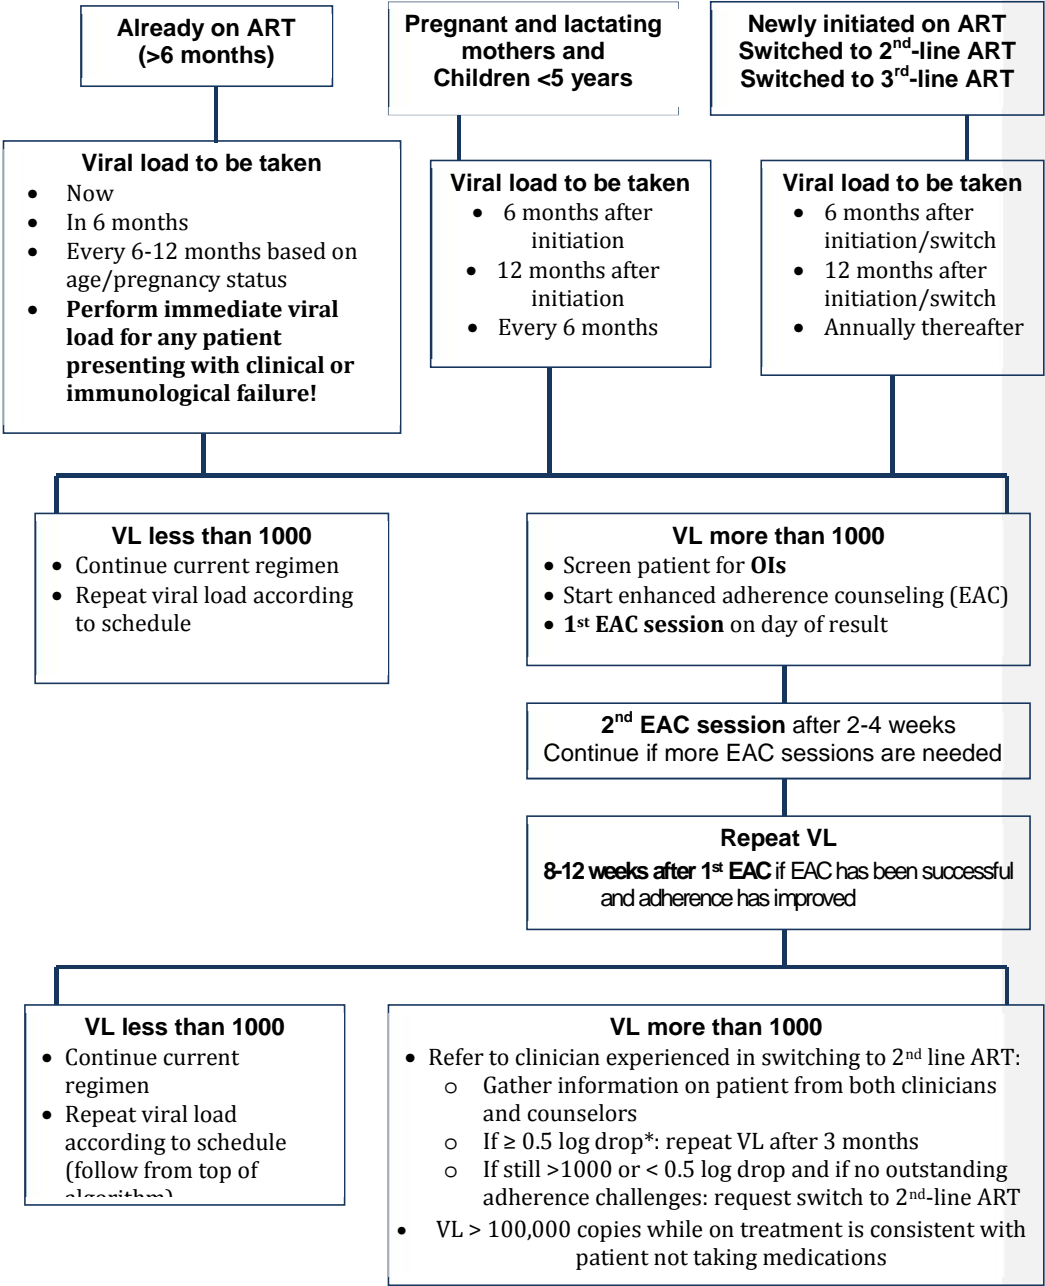 Already on ART
(>6 months)
Pregnant and lactating
mothers and
Children <5 years
Newly initiated on ART
Switched to 2nd-line ART
Switched to 3rd-line ART
Viral load to be taken
• Now
• In 6 months
• Every 6-12 months based on
age/pregnancy status
• Perform immediate viral
load for any patient
presenting with clinical or
immunological failure!
Viral load to be taken
• 6 months after
initiation
• 12 months after
initiation
• Every 6 months
Viral load to be taken
• 6 months after
initiation/switch
• 12 months after
initiation/switch
• Annually thereafter
VL less than 1000
• Continue current regimen
• Repeat viral load according
to schedule
VL more than 1000
• Screen patient for OIs
• Start enhanced adherence counseling (EAC)
• 1st EAC session on day of result
2nd EAC session after 2-4 weeks
Continue if more EAC sessions are needed
Repeat VL
8-12 weeks after 1st EAC if EAC has been successful
and adherence has improved
VL less than 1000
• Continue current
regimen
• Repeat viral load
according to schedule
(follow from top of
algorithm)
VL more than 1000
• Refer to clinician experienced in switching to 2nd line ART:
o Gather information on patient from both clinicians
and counselors
o If ≥ 0.5 log drop*: repeat VL after 3 months
o If still >1000 or < 0.5 log drop and if no outstanding
adherence challenges: request switch to 2nd-line ART
• VL > 100,000 copies while on treatment is consistent with
patient not taking medications